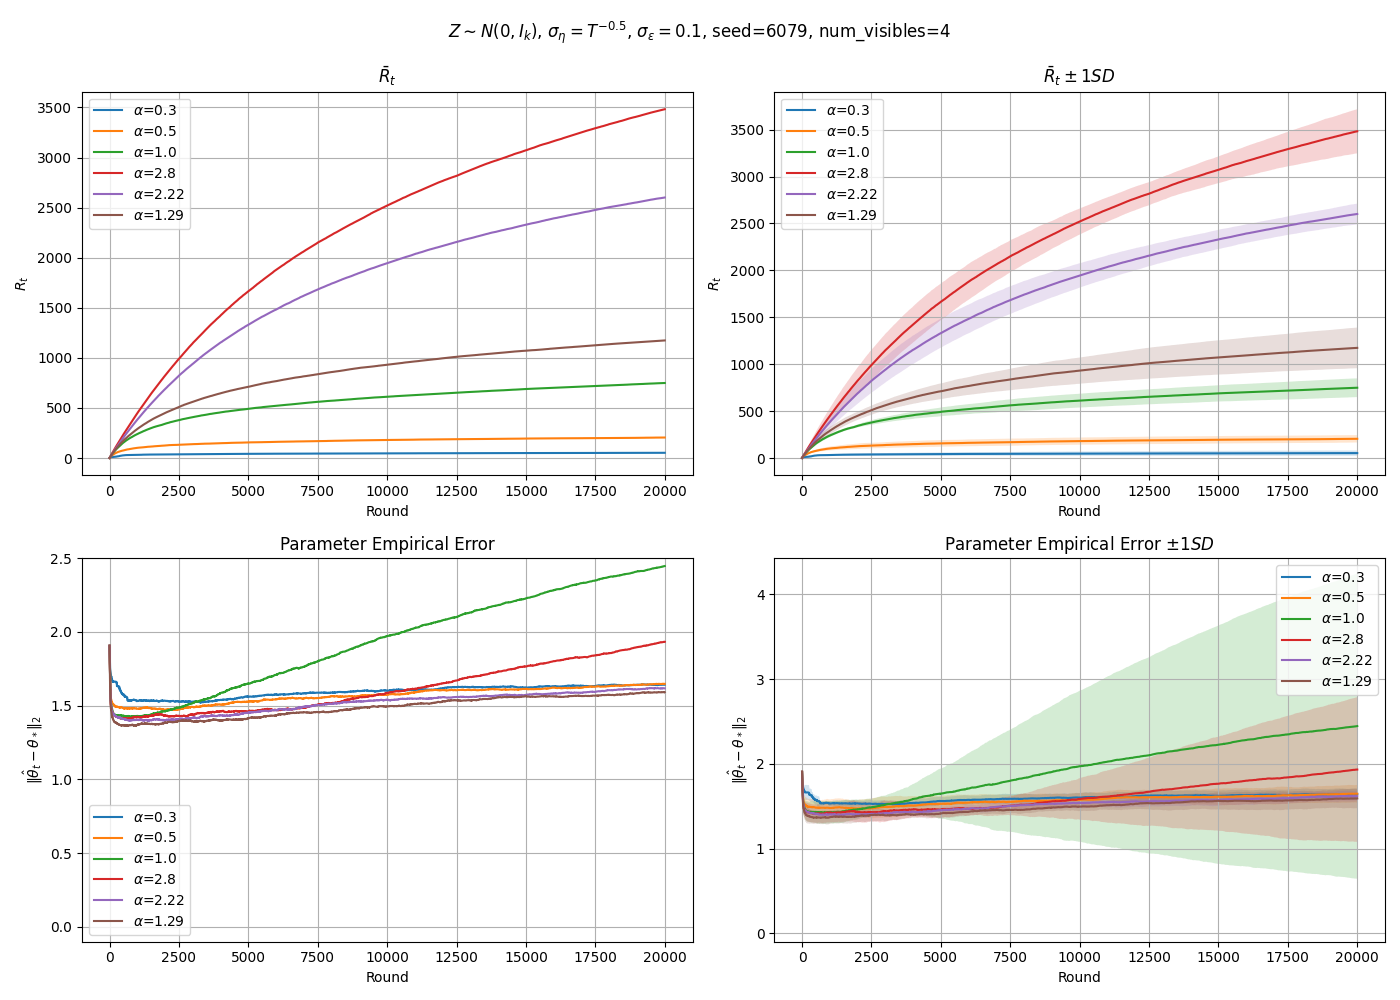 Z ∼ N(0, I_k), σ_η = T^{−0.5}, σ_ε = 0.1, seed=6079, num_visibles=4
R̄_t
R_t
3500
3000
2500
2000
1500
1000
500
0
α=0.3
α=0.5
α=1.0
α=2.8
α=2.22
α=1.29
0 2500 5000 7500 10000 12500 15000 17500 20000
Round
R̄_t ± 1SD
R_t
3500
3000
2500
2000
1500
1000
500
0
α=0.3
α=0.5
α=1.0
α=2.8
α=2.22
α=1.29
0 2500 5000 7500 10000 12500 15000 17500 20000
Round
Parameter Empirical Error
‖θ̂_t − θ_*‖_2
2.5
2.0
1.5
1.0
0.5
0.0
α=0.3
α=0.5
α=1.0
α=2.8
α=2.22
α=1.29
0 2500 5000 7500 10000 12500 15000 17500 20000
Round
Parameter Empirical Error ±1SD
‖θ̂_t − θ_*‖_2
4
3
2
1
0
α=0.3
α=0.5
α=1.0
α=2.8
α=2.22
α=1.29
0 2500 5000 7500 10000 12500 15000 17500 20000
Round